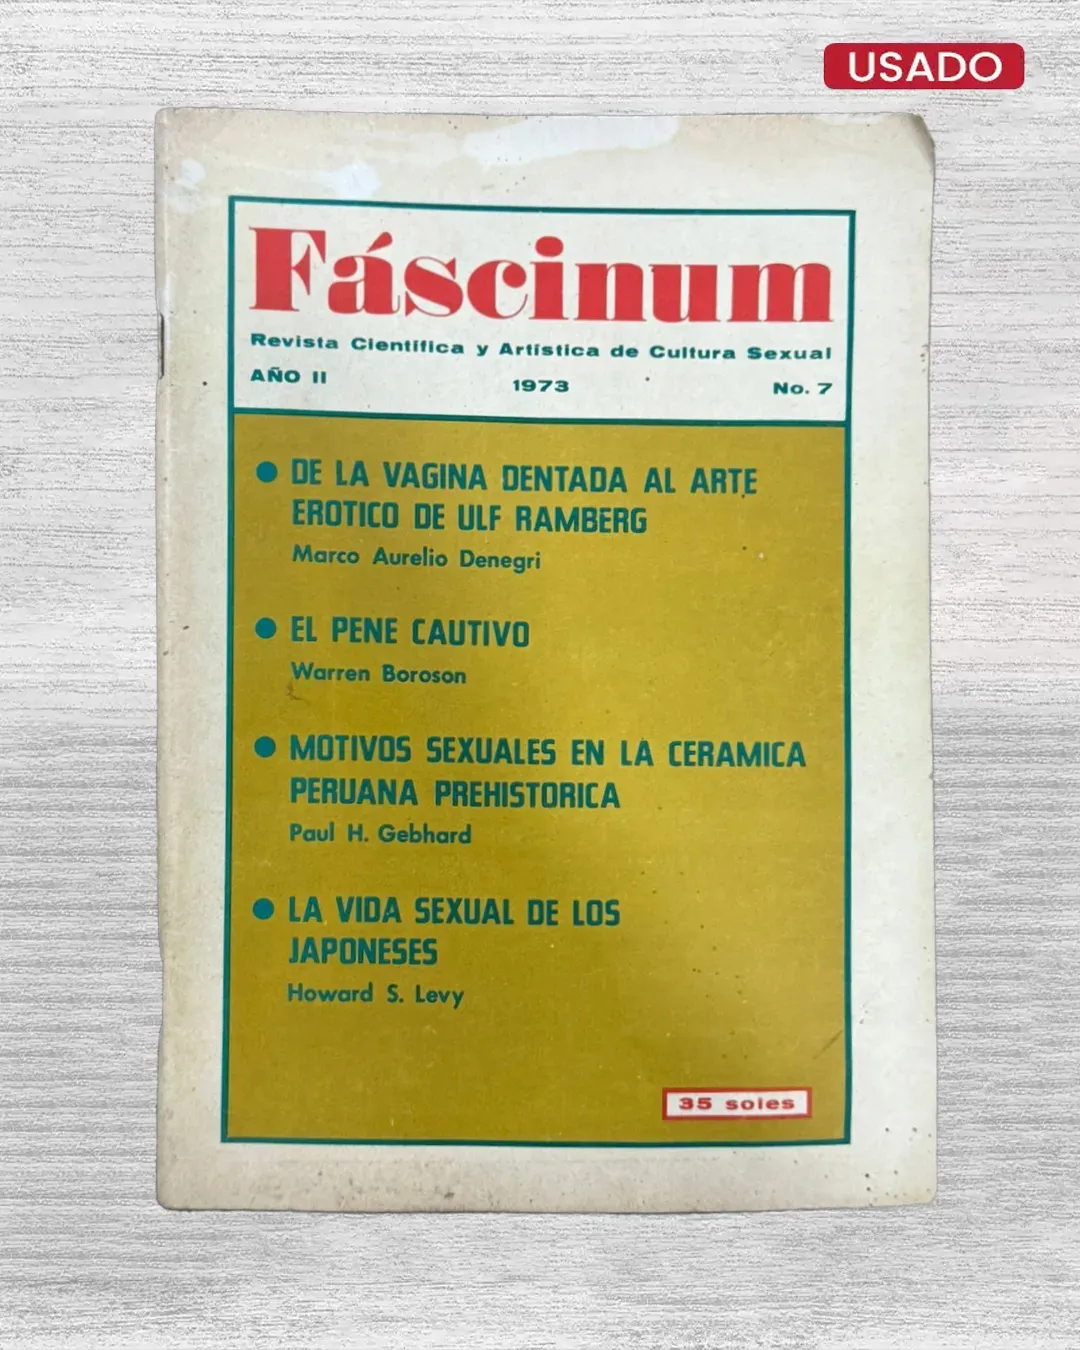 USADO
Fáscinum
Revista Científica y Artística de Cultura Sexual
AÑO II 1973 No. 7
● DE LA VAGINA DENTADA AL ARTE
EROTICO DE ULF RAMBERG
Marco Aurelio Denegri
● EL PENE CAUTIVO
Warren Boroson
● MOTIVOS SEXUALES EN LA CERAMICA
PERUANA PREHISTORICA
Paul H. Gebhard
● LA VIDA SEXUAL DE LOS
JAPONESES
Howard S. Levy
35 soles